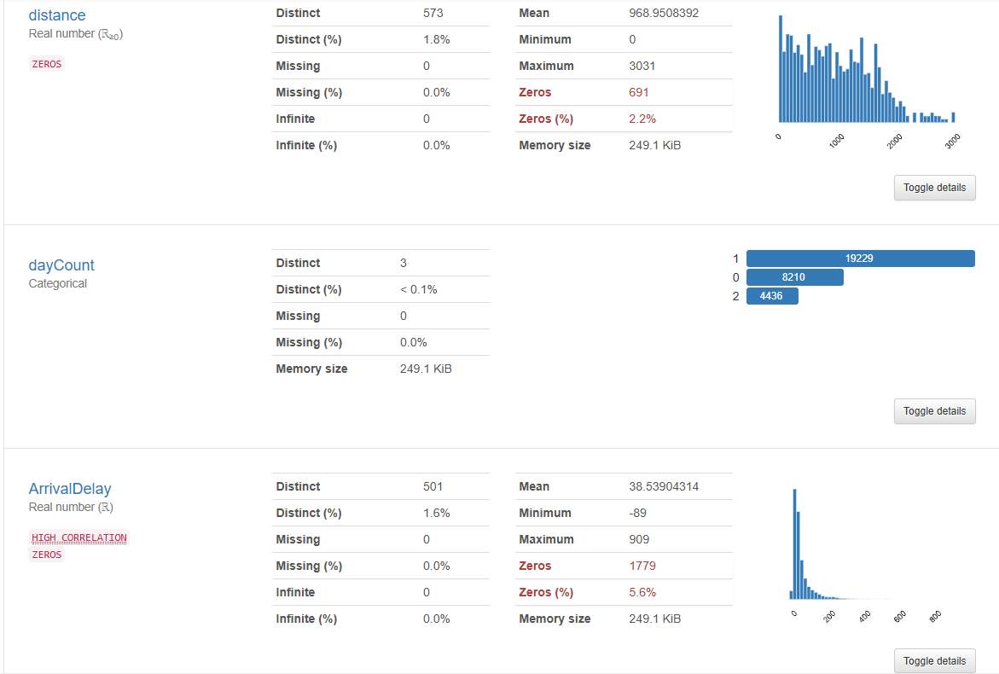 distance
Real number (ℝ≥0)
ZEROS
Distinct 573
Distinct (%) 1.8%
Missing 0
Missing (%) 0.0%
Infinite 0
Infinite (%) 0.0%
Mean 968.9508392
Minimum 0
Maximum 3031
Zeros 691
Zeros (%) 2.2%
Memory size 249.1 KiB
0 1000 2000 3000
Toggle details
dayCount
Categorical
Distinct 3
Distinct (%) < 0.1%
Missing 0
Missing (%) 0.0%
Memory size 249.1 KiB
1 19229
0 8210
2 4436
Toggle details
ArrivalDelay
Real number (ℝ)
HIGH CORRELATION
ZEROS
Distinct 501
Distinct (%) 1.6%
Missing 0
Missing (%) 0.0%
Infinite 0
Infinite (%) 0.0%
Mean 38.53904314
Minimum -89
Maximum 909
Zeros 1779
Zeros (%) 5.6%
Memory size 249.1 KiB
0 200 400 600 800
Toggle details